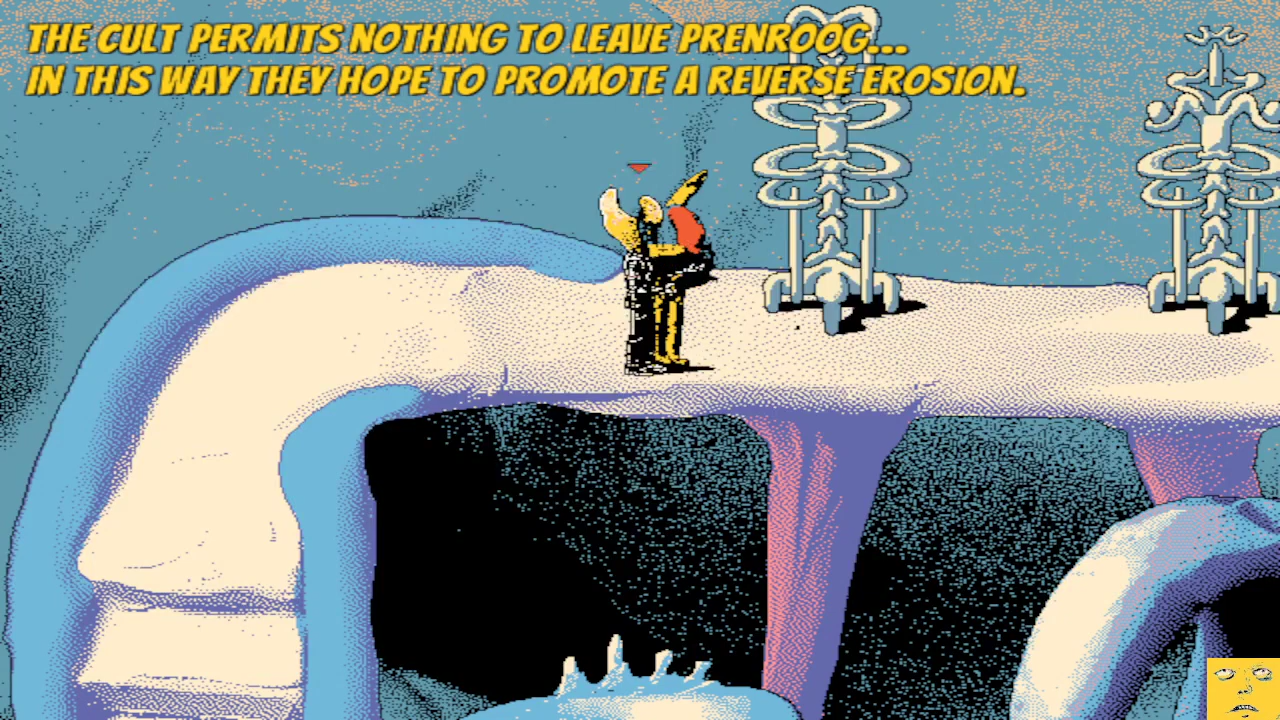 THE CULT PERMITS NOTHING TO LEAVE PRENROOG...
IN THIS WAY THEY HOPE TO PROMOTE A REVERSE EROSION.